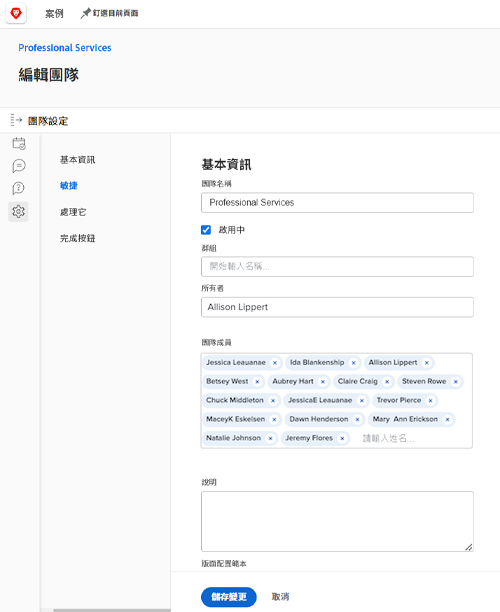 案例 釘選目前頁面
Professional Services
編輯團隊
團隊設定
基本資訊
敏捷
處理它
完成按鈕
基本資訊
團隊名稱
Professional Services
啟用中
群組
開始輸入名稱...
所有者
Allison Lippert
團隊成員
Jessica Leauanae × Ida Blankenship × Allison Lippert ×
Betsey West × Aubrey Hart × Claire Craig × Steven Rowe ×
Chuck Middleton × JessicaE Leauanae × Trevor Pierce ×
MaceyK Eskelsen × Dawn Henderson × Mary Ann Erickson ×
Natalie Johnson × Jeremy Flores × 請輸入姓名...
說明
版面配置範本
儲存變更 取消